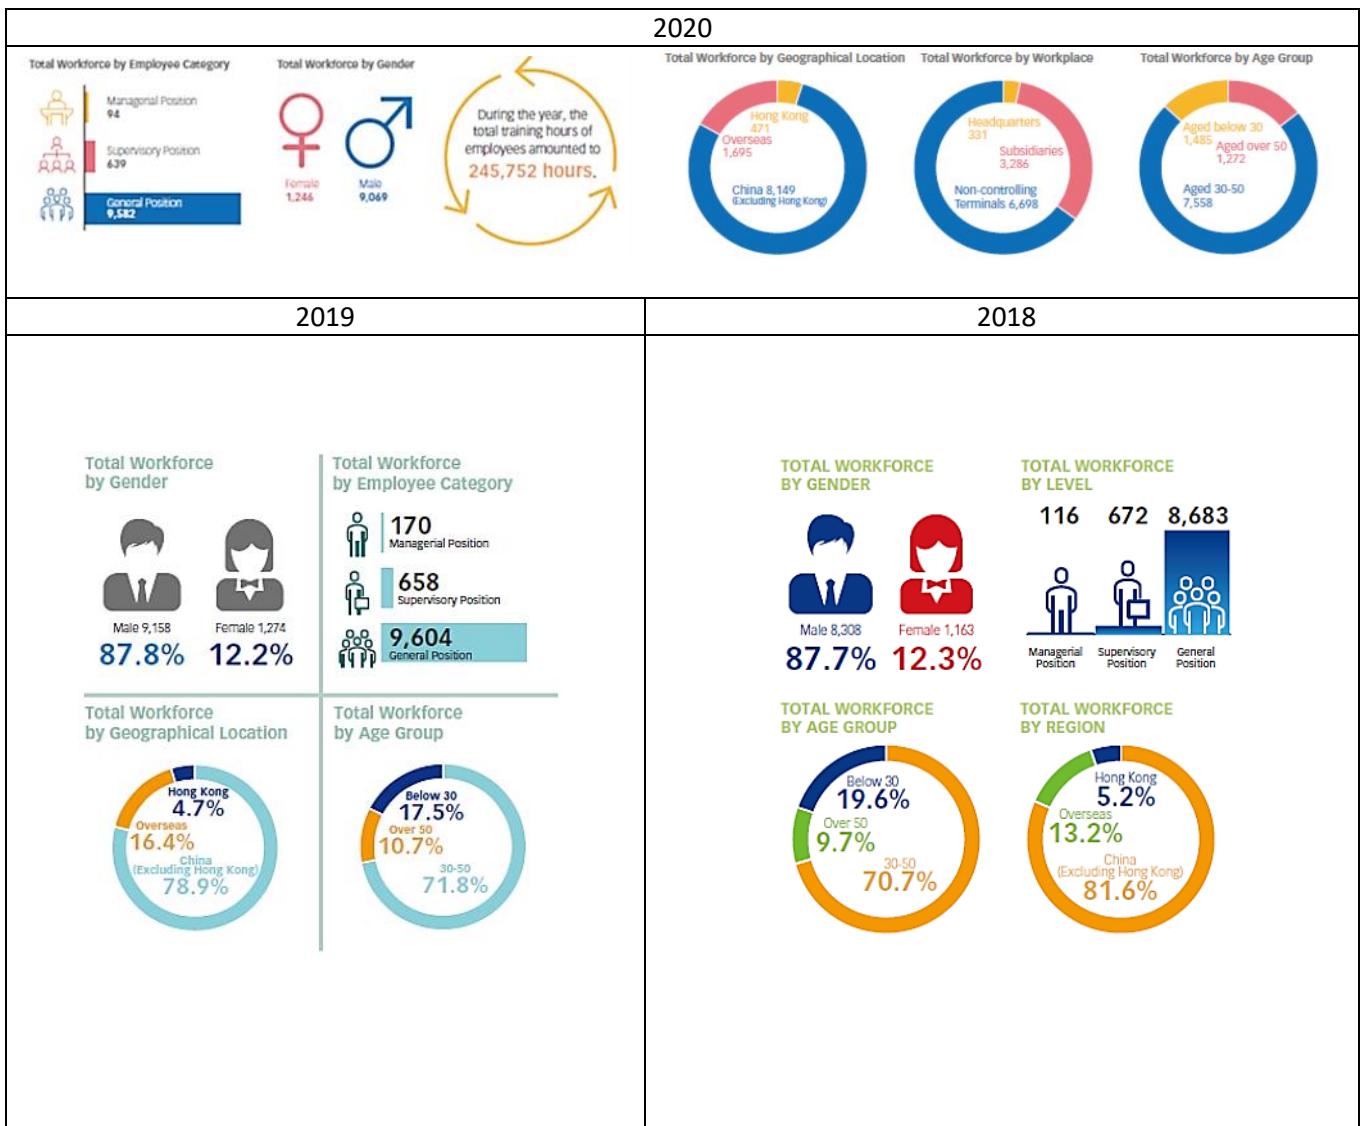 2020
Total Workforce by Employee Category
Managerial Position
94
Supervisory Position
639
General Position
9,582
Total Workforce by Gender
Female
1,246
Male
9,069
During the year, the
total training hours of
employees amounted to
245,752 hours.
Total Workforce by Geographical Location
Hong Kong
471
Overseas
1,695
China 8,149
(Excluding Hong Kong)
Total Workforce by Workplace
Headquarters
331
Subsidiaries
3,286
Non-controlling
Terminals 6,698
Total Workforce by Age Group
Aged below 30
1,485
Aged over 50
1,272
Aged 30-50
7,558
2019
Total Workforce
by Gender
Male 9,158
87.8%
Female 1,274
12.2%
Total Workforce
by Employee Category
170
Managerial Position
658
Supervisory Position
9,604
General Position
Total Workforce
by Geographical Location
Hong Kong
4.7%
Overseas
16.4%
China
(Excluding Hong Kong)
78.9%
Total Workforce
by Age Group
Below 30
17.5%
Over 50
10.7%
30-50
71.8%
2018
TOTAL WORKFORCE
BY GENDER
Male 8,308
87.7%
Female 1,163
12.3%
TOTAL WORKFORCE
BY LEVEL
116 672 8,683
Managerial
Position
Supervisory
Position
General
Position
TOTAL WORKFORCE
BY AGE GROUP
Below 30
19.6%
Over 50
9.7%
30-50
70.7%
TOTAL WORKFORCE
BY REGION
Hong Kong
5.2%
Overseas
13.2%
China
(Excluding Hong Kong)
81.6%